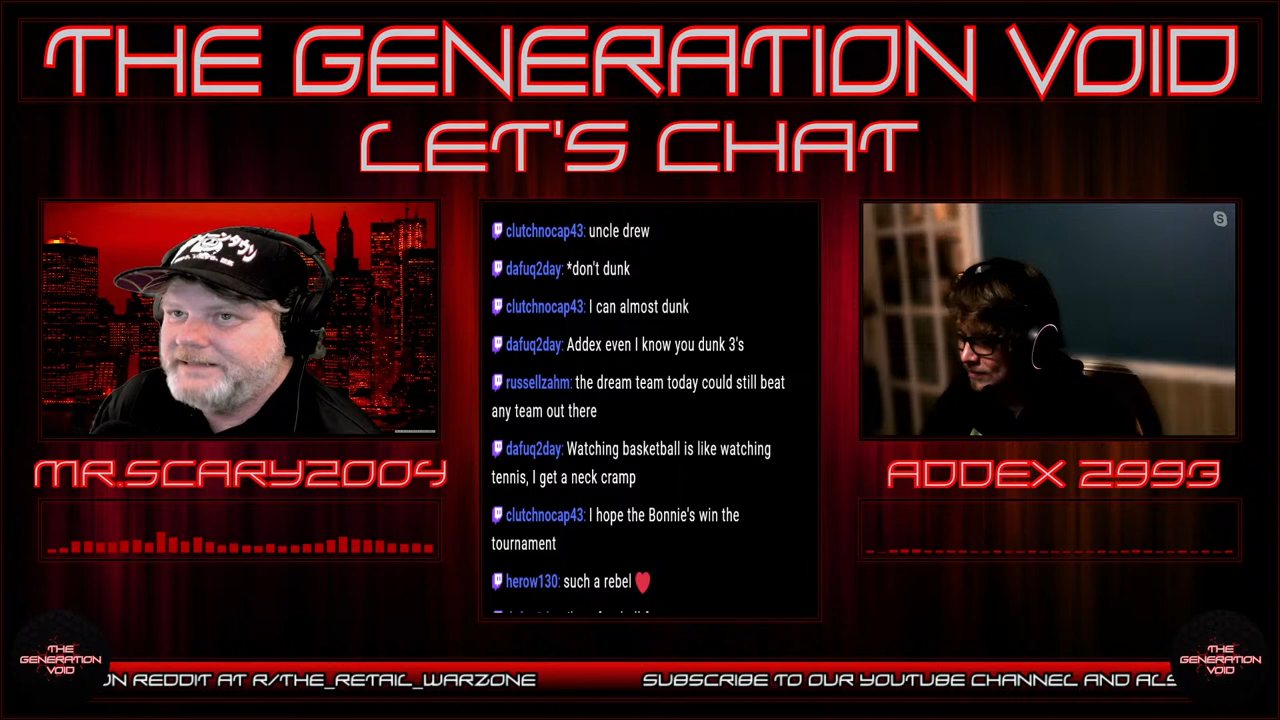 THE GENERATION VOID
LET'S CHAT
clutchnocap43: uncle drew
dafuq2day: *don't dunk
clutchnocap43: I can almost dunk
dafuq2day: Addex even I know you dunk 3's
russellzahm: the dream team today could still beat
any team out there
dafuq2day: Watching basketball is like watching
tennis, I get a neck cramp
clutchnocap43: I hope the Bonnie's win the
tournament
herow130: such a rebel
MR.SCARY2004
ADDEX 2993
THE
GENERATION
VOID
ON REDDIT AT R/THE_RETAIL_WARZONE
SUBSCRIBE TO OUR YOUTUBE CHANNEL AND ALS
THE
GENERATION
VOID